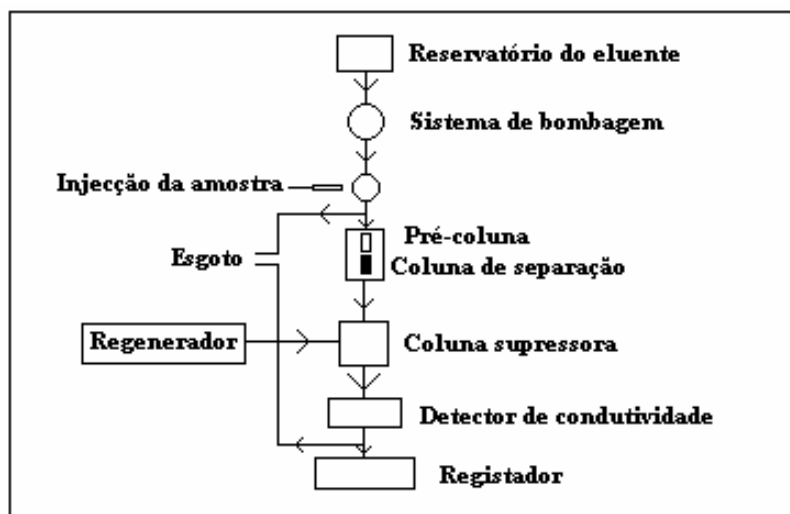 Reservatório do eluente
Sistema de bombagem
Injecção da amostra
Pré-coluna
Esgoto
Coluna de separação
Regenerador
Coluna supressora
Detector de condutividade
Registador